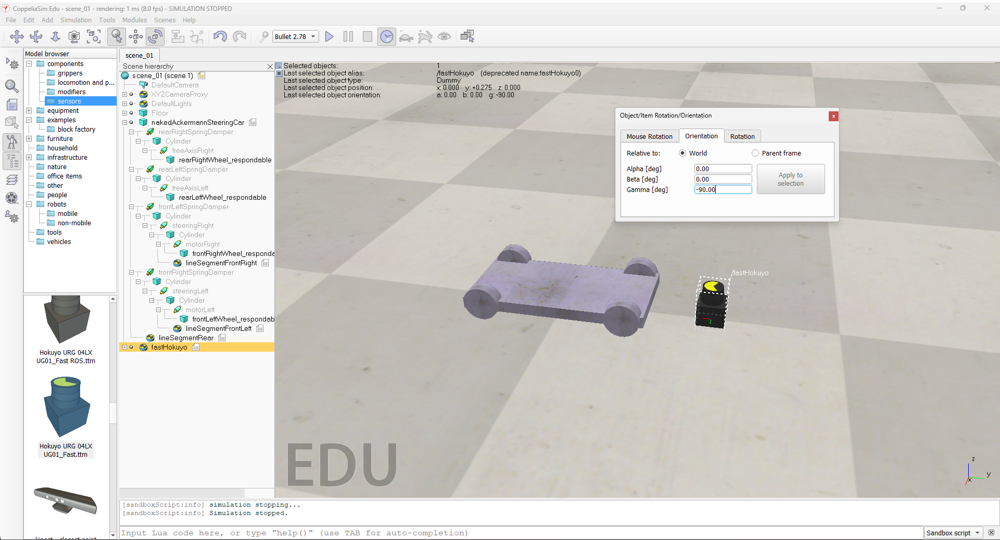 CoppeliaSim Edu - scene_01 - rendering: 1 ms (8.0 fps) - SIMULATION STOPPED
File Edit Add Simulation Tools Modules Scenes Help
Bullet 2.78
RT
Model browser
components
grippers
locomotion and p...
modifiers
sensors
equipment
examples
block factory
furniture
household
infrastructure
nature
office items
other
people
robots
mobile
non-mobile
tools
vehicles
Hokuyo URG 04LX
UG01_Fast ROS.ttm
Hokuyo URG 04LX
UG01_Fast.ttm
scene_01
Scene hierarchy
scene_01 (scene 1)
DefaultCamera
XYZCameraProxy
DefaultLights
Floor
nakedAckermannSteeringCar
rearRightSpringDamper
Cylinder
freeAxisRight
rearRightWheel_respondable
rearLeftSpringDamper
Cylinder
freeAxisLeft
rearLeftWheel_respondable
frontLeftSpringDamper
Cylinder
steeringRight
Cylinder
motorRight
frontRightWheel_responda
lineSegmentFrontRight
frontRightSpringDamper
Cylinder
steeringLeft
Cylinder
motorLeft
frontLeftWheel_respondab
lineSegmentFrontLeft
lineSegmentRear
fastHokuyo
Selected objects: 1
Last selected object alias: /fastHokuyo (deprecated name:fastHokuyo0)
Last selected object type: Dummy
Last selected object position: x: 0.000 y: +0.275 z: 0.000
Last selected object orientation: a: 0.00 b: 0.00 g: -90.00
Object/Item Rotation/Orientation
x
Mouse Rotation Orientation Rotation
Relative to: World Parent frame
Alpha [deg] 0.00
Beta [deg] 0.00
Gamma [deg] -90.00
Apply to
selection
/fastHokuyo
EDU
z
y
x
[sandboxScript:info] simulation stopping...
[sandboxScript:info] Simulation stopped.
Input Lua code here, or type "help()" (use TAB for auto-completion)
Sandbox script